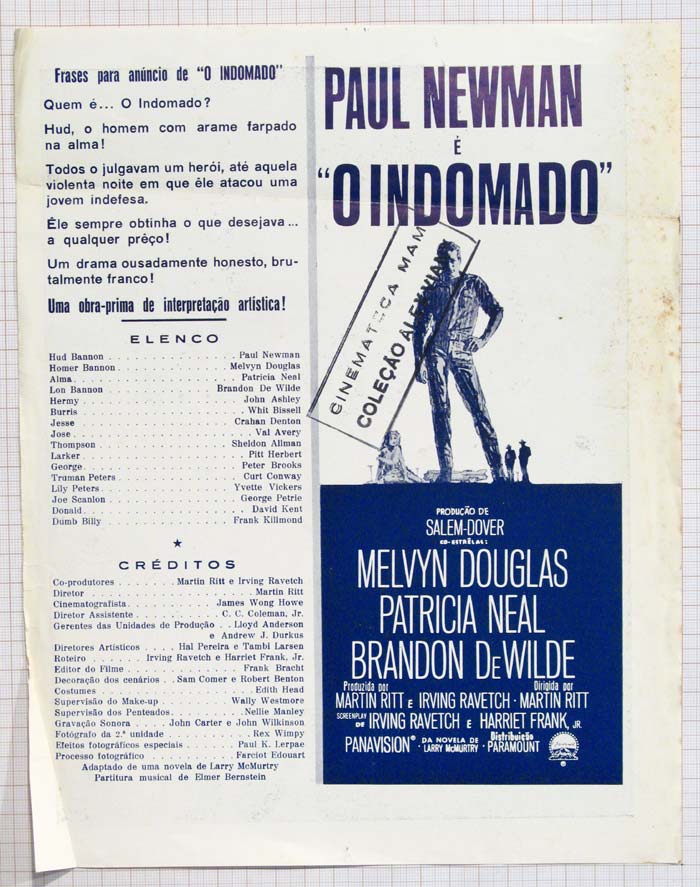 Frases para anúncio de "O INDOMADO"
Quem é... O Indomado?
Hud, o homem com arame farpado
na alma!
Todos o julgavam um herói, até aquela
violenta noite em que êle atacou uma
jovem indefesa.
Êle sempre obtinha o que desejava...
a qualquer prêço!
Um drama ousadamente honesto, bru-
talmente franco!
Uma obra-prima de interpretação artística!
ELENCO
Hud Bannon . . . . . . . . . . . . . Paul Newman
Homer Bannon . . . . . . . . . . . . Melvyn Douglas
Alma . . . . . . . . . . . . . . . . Patricia Neal
Lon Bannon . . . . . . . . . . . Brandon De Wilde
Hermy . . . . . . . . . . . . . . . . John Ashley
Burris . . . . . . . . . . . . . . . . Whit Bissell
Jesse . . . . . . . . . . . . . . . Crahan Denton
Jose . . . . . . . . . . . . . . . . . Val Avery
Thompson . . . . . . . . . . . . . Sheldon Allman
Larker . . . . . . . . . . . . . . . . Pitt Herbert
George . . . . . . . . . . . . . . . Peter Brooks
Truman Peters . . . . . . . . . . . . Curt Conway
Lily Peters . . . . . . . . . . . . Yvette Vickers
Joe Scanlon . . . . . . . . . . . . . George Petrie
Donald . . . . . . . . . . . . . . . . David Kent
Dumb Billy . . . . . . . . . . . . Frank Killmond
CRÉDITOS
Co-produtores . . . . . . . Martin Ritt e Irving Ravetch
Diretor . . . . . . . . . . . . . . . . Martin Ritt
Cinematografista . . . . . . . . James Wong Howe
Diretor Assistente . . . . . . . . C. C. Coleman, Jr.
Gerentes das Unidades de Produção . . Lloyd Anderson
e Andrew J. Durkus
Diretores Artísticos . . . . Hal Pereira e Tambi Larsen
Roteiro . . . . . . Irving Ravetch e Harriet Frank, Jr.
Editor do Filme . . . . . . . . . . . Frank Bracht
Decoração dos cenários . . Sam Comer e Robert Benton
Costumes . . . . . . . . . . . . . . . Edith Head
Supervisão do Make-up . . . . . . Wally Westmore
Supervisão dos Penteados . . . . . . Nellie Manley
Gravação Sonora . . . . John Carter e John Wilkinson
Fotógrafo da 2.ª unidade . . . . . . . . Rex Wimpy
Efeitos fotográficos especiais . . . . . Paul K. Lerpae
Processo fotográfico . . . . . . . . Farciot Edouart
Adaptado de uma novela de Larry McMurtry
Partitura musical de Elmer Bernstein
PAUL NEWMAN
É
"O INDOMADO"
CINEMATECA MAM
COLEÇÃO ALEX VIANY
PRODUÇÃO DE
SALEM-DOVER
CO-ESTRÊLAS:
MELVYN DOUGLAS
PATRICIA NEAL
BRANDON DeWILDE
Produzida por
MARTIN RITT E IRVING RAVETCH · Dirigida por MARTIN RITT
SCREENPLAY DE IRVING RAVETCH E HARRIET FRANK, JR.
PANAVISION® DA NOVELA DE LARRY McMURTRY Distribuição PARAMOUNT